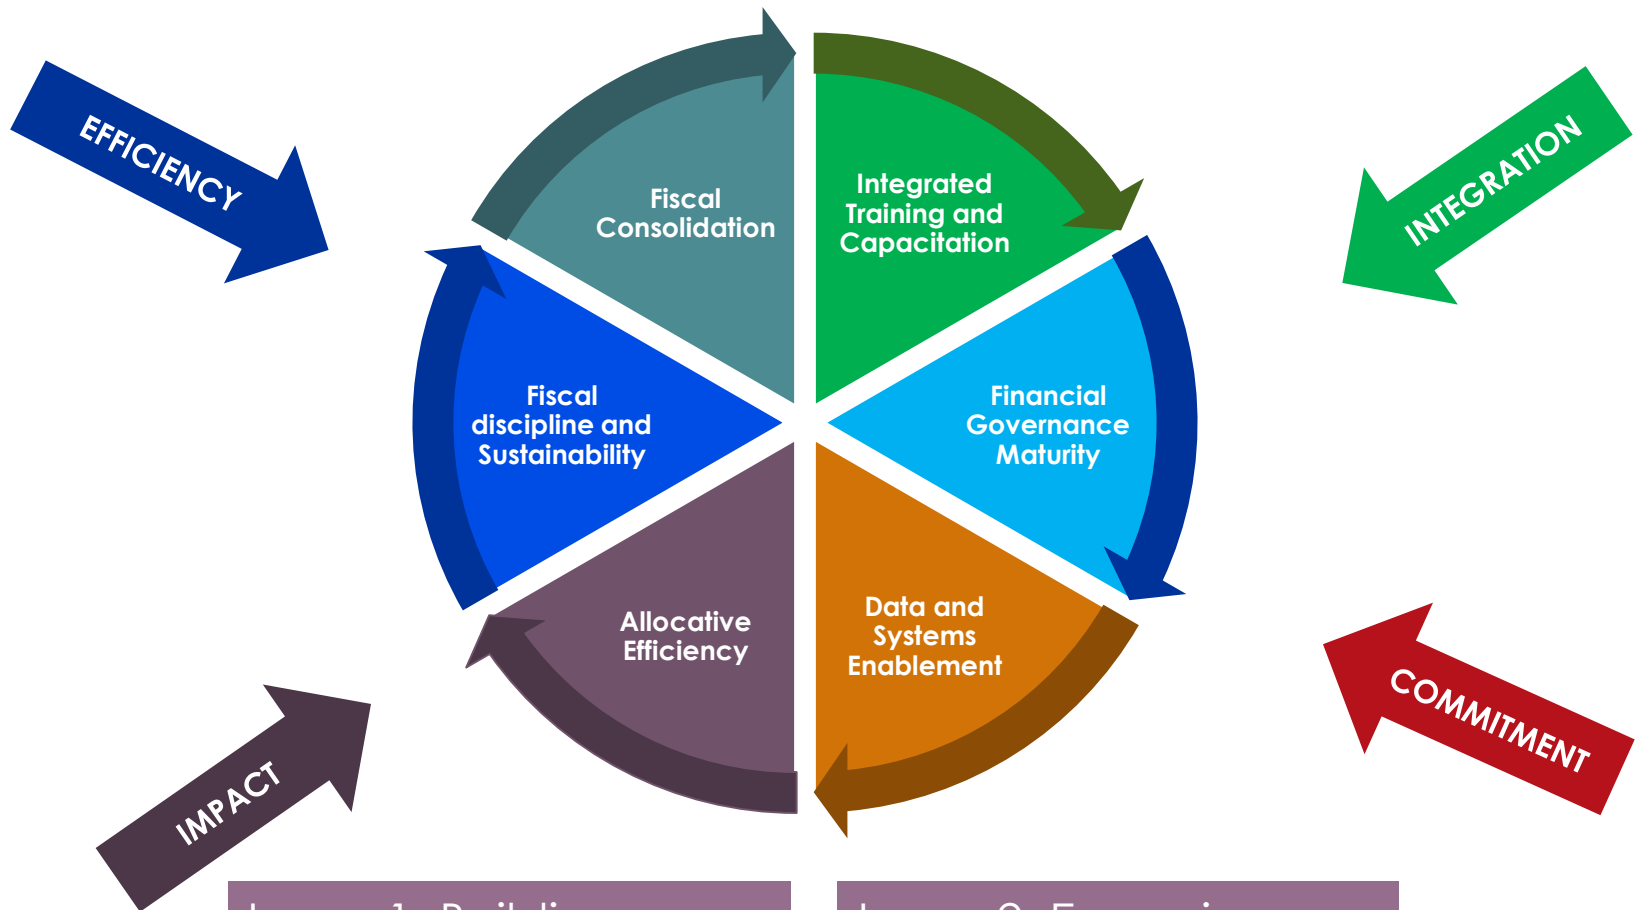 EFFICIENCY
INTEGRATION
Fiscal
Consolidation
Integrated
Training and
Capacitation
Fiscal
discipline and
Sustainability
Financial
Governance
Maturity
Allocative
Efficiency
Data and
Systems
Enablement
IMPACT
COMMITMENT